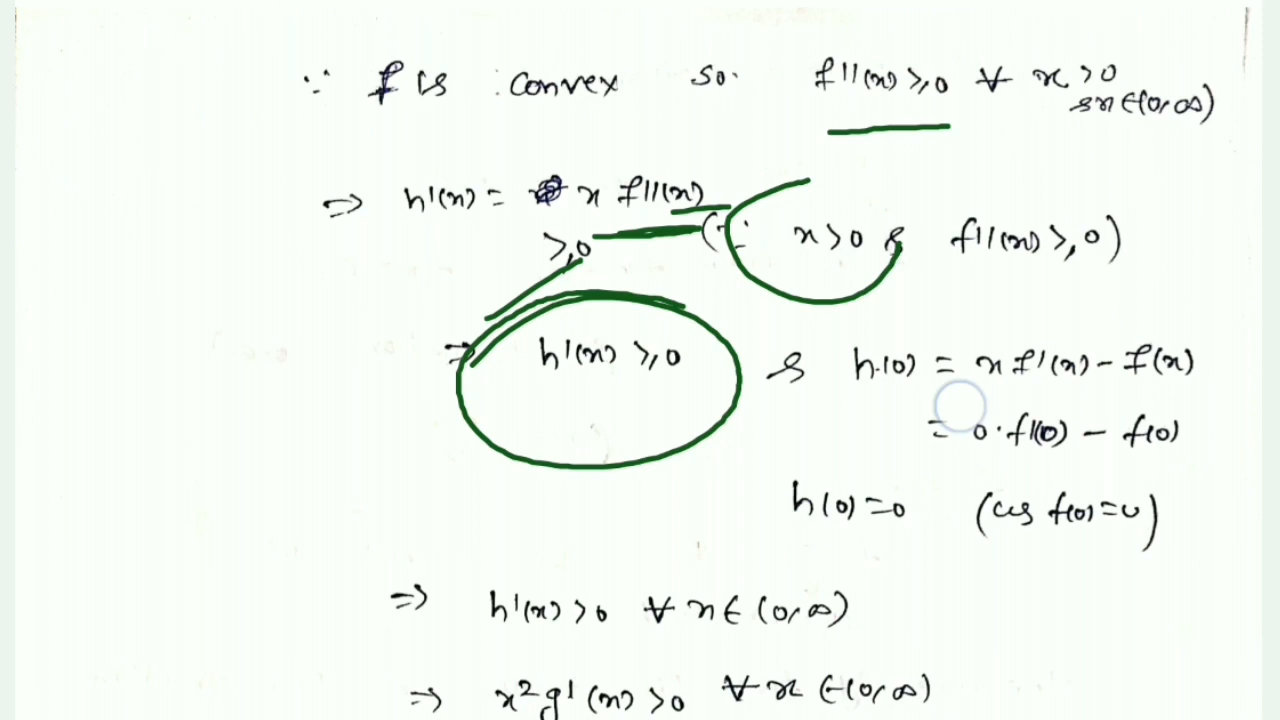 ∵ f is convex so. f''(x) ≥ 0 ∀ x > 0
& x ∈ (0, ∞)
⇒ h'(x) = x f''(x)
≥ 0 (∵ x > 0 & f''(x) ≥ 0)
⇒ h'(x) ≥ 0 & h(0) = x f'(x) - f(x)
= 0·f'(0) - f(0)
h(0) = 0 (as f(0) = 0)
⇒ h'(x) > 0 ∀ x ∈ (0, ∞)
⇒ x² g'(x) > 0 ∀ x ∈ (0, ∞)